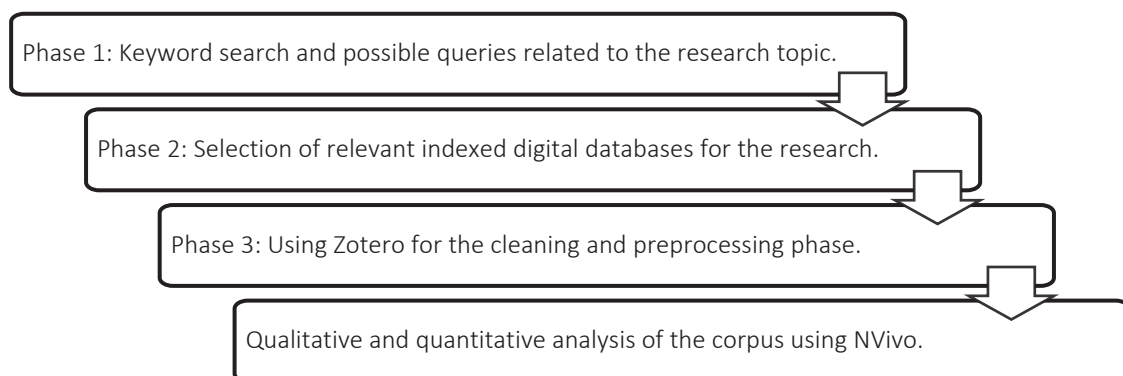 Phase 1: Keyword search and possible queries related to the research topic.
Phase 2: Selection of relevant indexed digital databases for the research.
Phase 3: Using Zotero for the cleaning and preprocessing phase.
Qualitative and quantitative analysis of the corpus using NVivo.